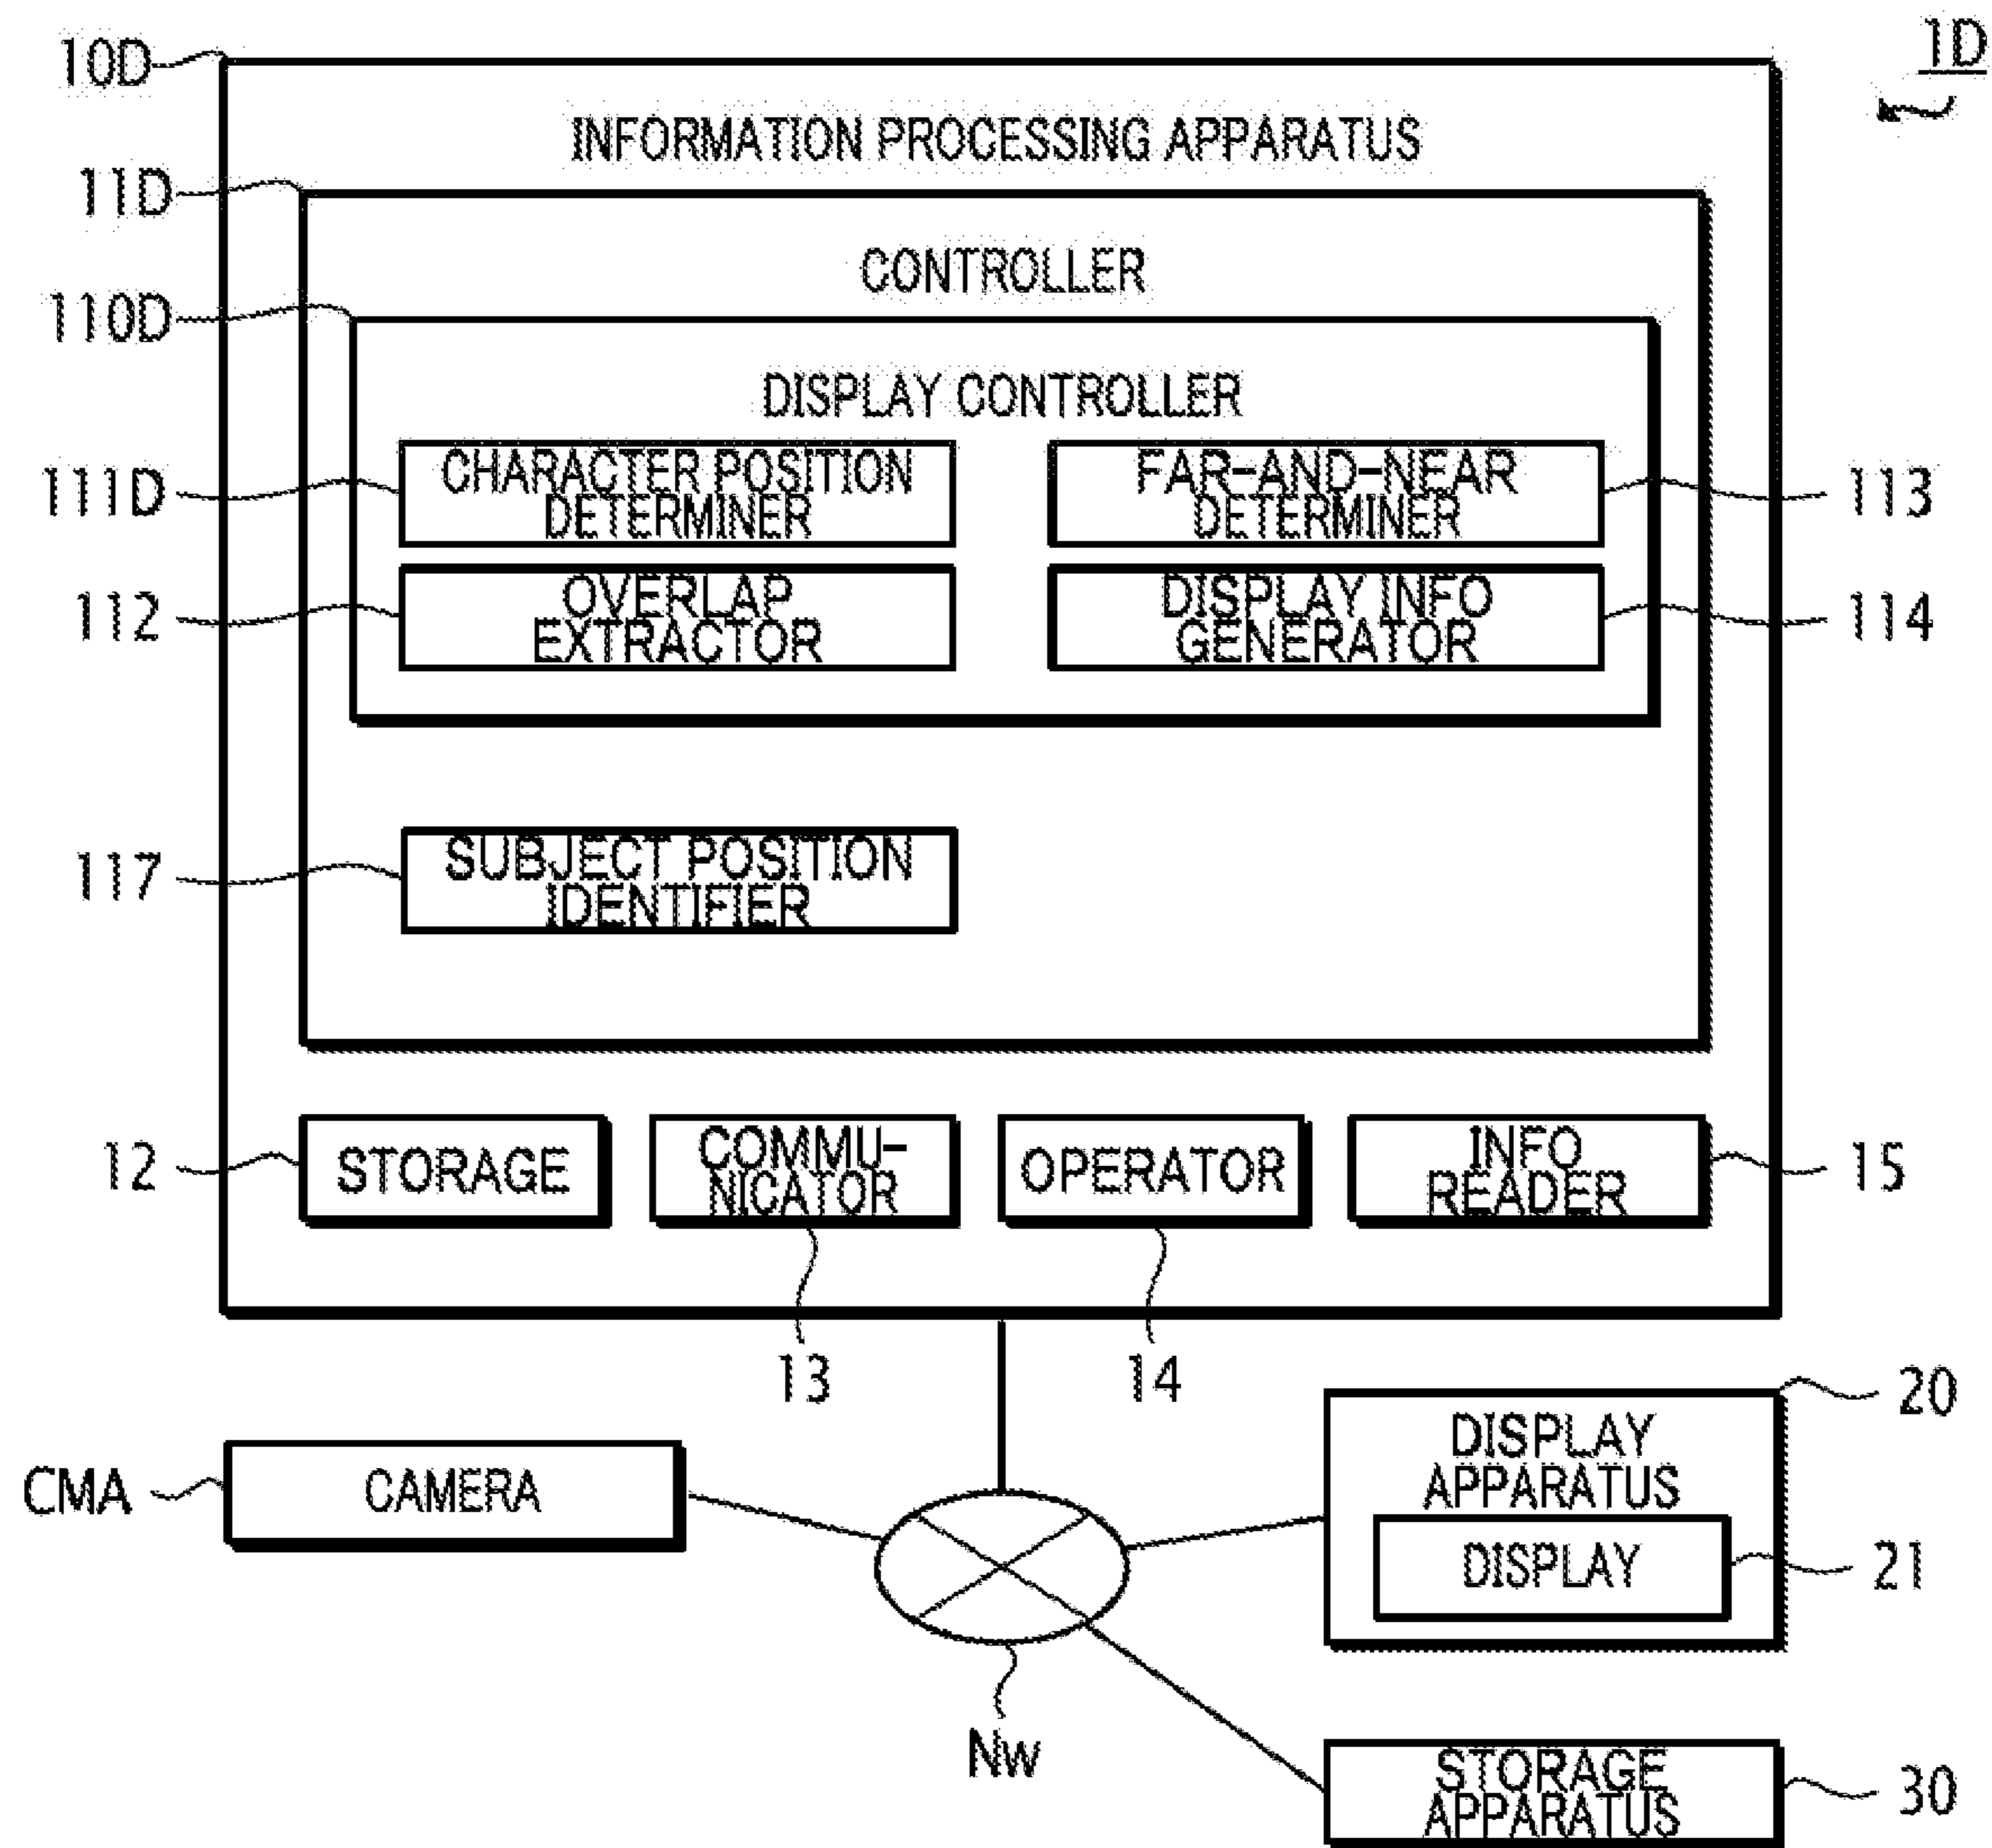 1D
10D
INFORMATION PROCESSING APPARATUS
11D
CONTROLLER
110D
DISPLAY CONTROLLER
111D
CHARACTER POSITION
DETERMINER
FAR-AND-NEAR
DETERMINER
113
112
OVERLAP
EXTRACTOR
DISPLAY INFO
GENERATOR
114
117
SUBJECT POSITION
IDENTIFIER
12
STORAGE
COMMU-
NICATOR
OPERATOR
INFO
READER
15
13
14
20
CMA
CAMERA
DISPLAY
APPARATUS
DISPLAY
21
Nw
STORAGE
APPARATUS
30